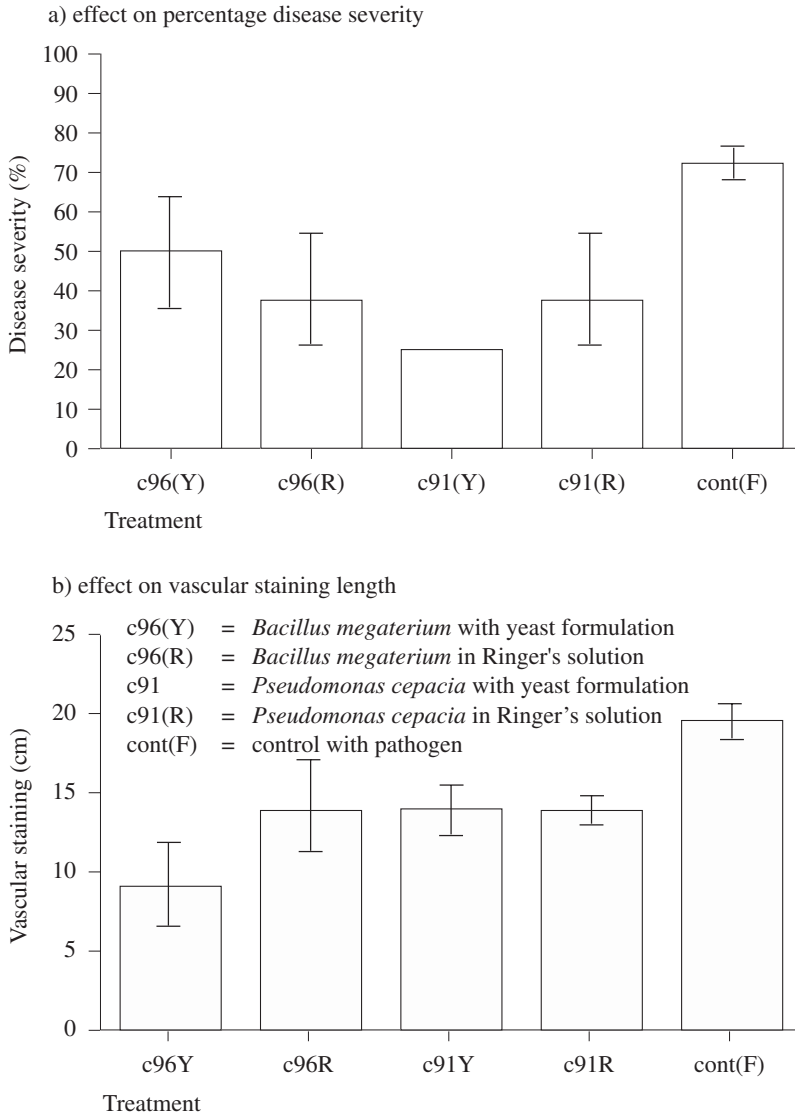 a) effect on percentage disease severity
100
90
80
70
60
50
40
30
20
10
0
Disease severity (%)
c96(Y) c96(R) c91(Y) c91(R) cont(F)
Treatment
b) effect on vascular staining length
c96(Y) = Bacillus megaterium with yeast formulation
c96(R) = Bacillus megaterium in Ringer's solution
c91 = Pseudomonas cepacia with yeast formulation
c91(R) = Pseudomonas cepacia in Ringer’s solution
cont(F) = control with pathogen
25
20
15
10
5
0
Vascular staining (cm)
c96Y c96R c91Y c91R cont(F)
Treatment